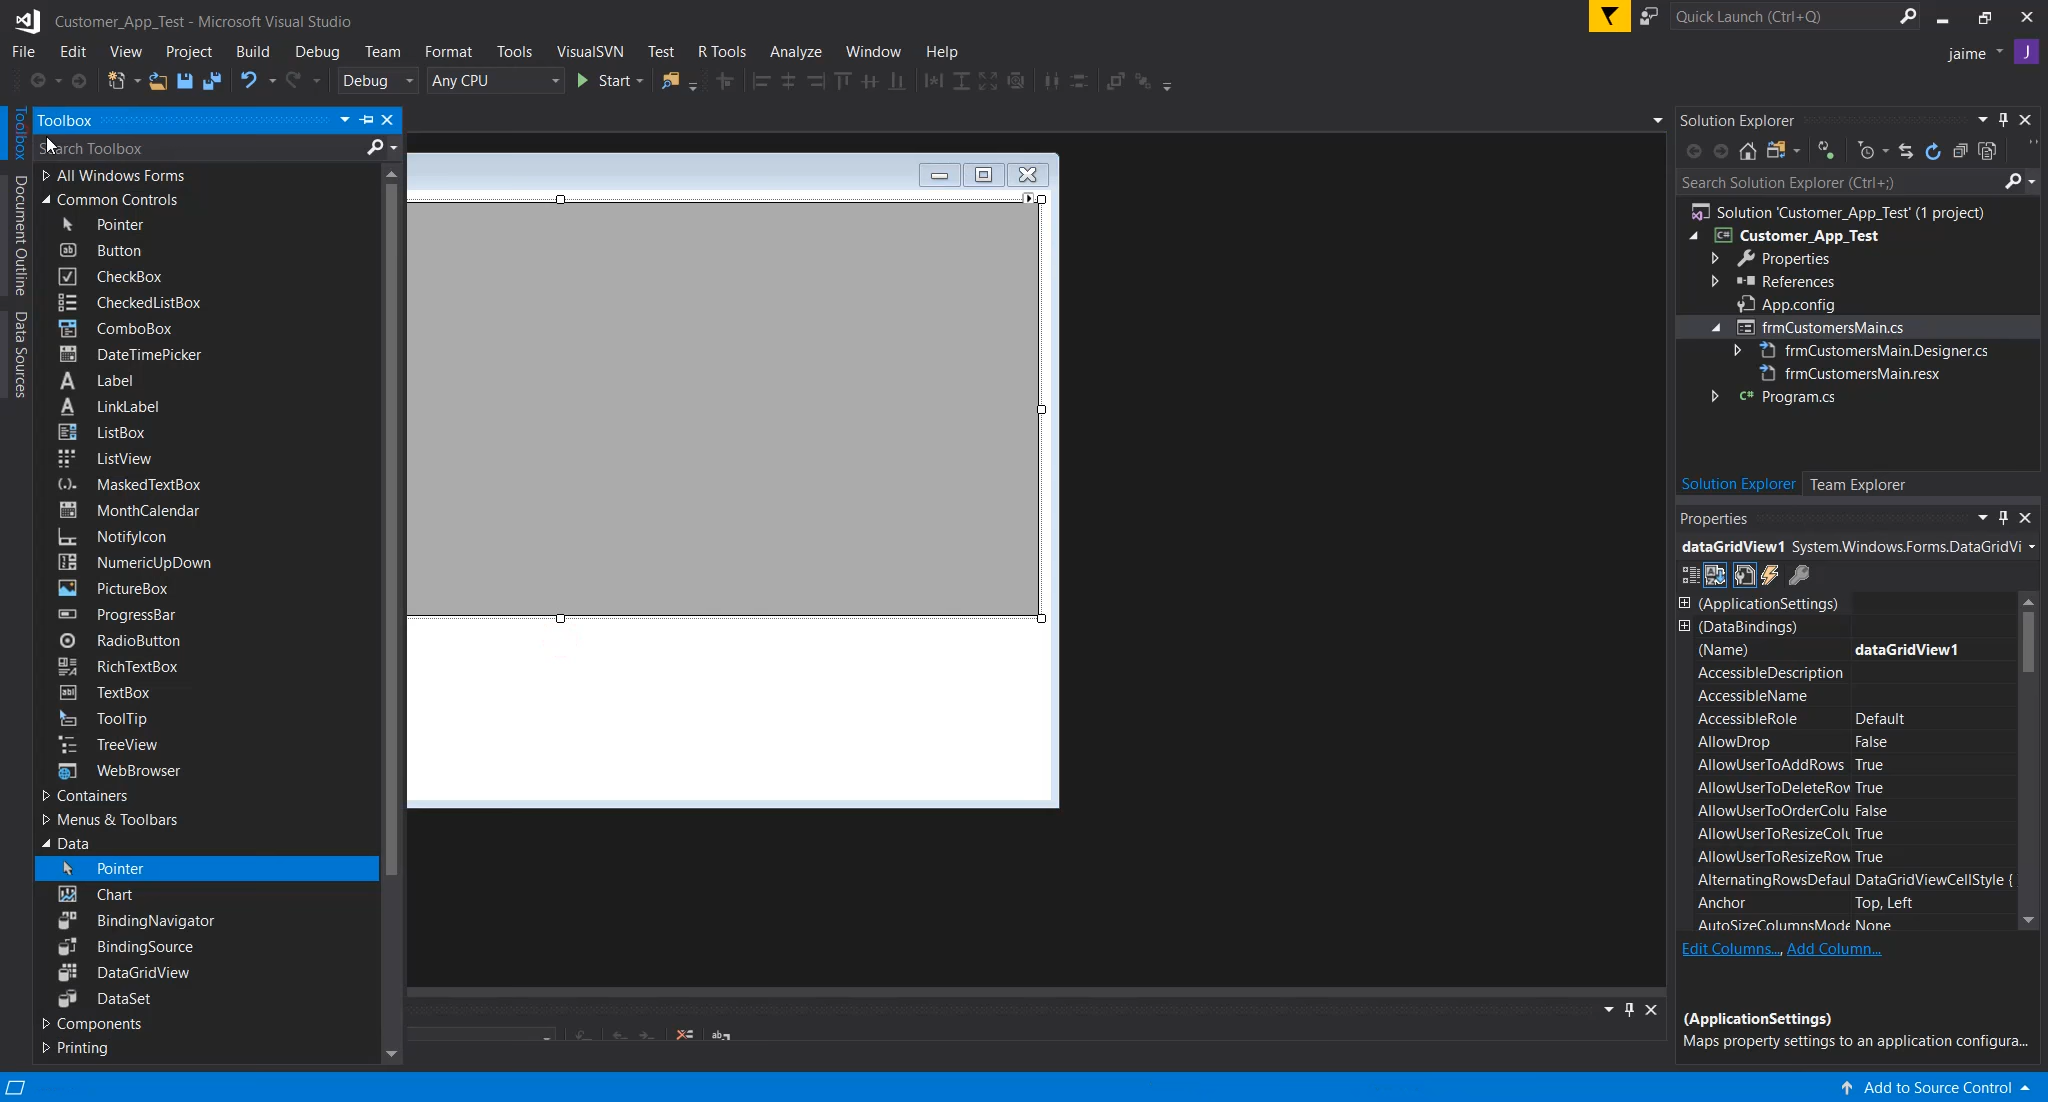 Customer_App_Test - Microsoft Visual Studio
Quick Launch (Ctrl+Q)
File Edit View Project Build Debug Team Format Tools VisualSVN Test R Tools Analyze Window Help
jaime J
Debug Any CPU Start
Toolbox
Document Outline
Data Sources
Toolbox
Search Toolbox
All Windows Forms
Common Controls
Pointer
Button
CheckBox
CheckedListBox
ComboBox
DateTimePicker
Label
LinkLabel
ListBox
ListView
MaskedTextBox
MonthCalendar
NotifyIcon
NumericUpDown
PictureBox
ProgressBar
RadioButton
RichTextBox
TextBox
ToolTip
TreeView
WebBrowser
Containers
Menus & Toolbars
Data
Pointer
Chart
BindingNavigator
BindingSource
DataGridView
DataSet
Components
Printing
Solution Explorer
Search Solution Explorer (Ctrl+;)
Solution 'Customer_App_Test' (1 project)
Customer_App_Test
Properties
References
App.config
frmCustomersMain.cs
frmCustomersMain.Designer.cs
frmCustomersMain.resx
C# Program.cs
Solution Explorer Team Explorer
Properties
dataGridView1 System.Windows.Forms.DataGridVi
(ApplicationSettings)
(DataBindings)
(Name) dataGridView1
AccessibleDescription
AccessibleName
AccessibleRole Default
AllowDrop False
AllowUserToAddRows True
AllowUserToDeleteRow True
AllowUserToOrderColu False
AllowUserToResizeColu True
AllowUserToResizeRow True
AlternatingRowsDefaul DataGridViewCellStyle {
Anchor Top, Left
AutoSizeColumnsMode None
Edit Columns..., Add Column...
(ApplicationSettings)
Maps property settings to an application configura...
Add to Source Control